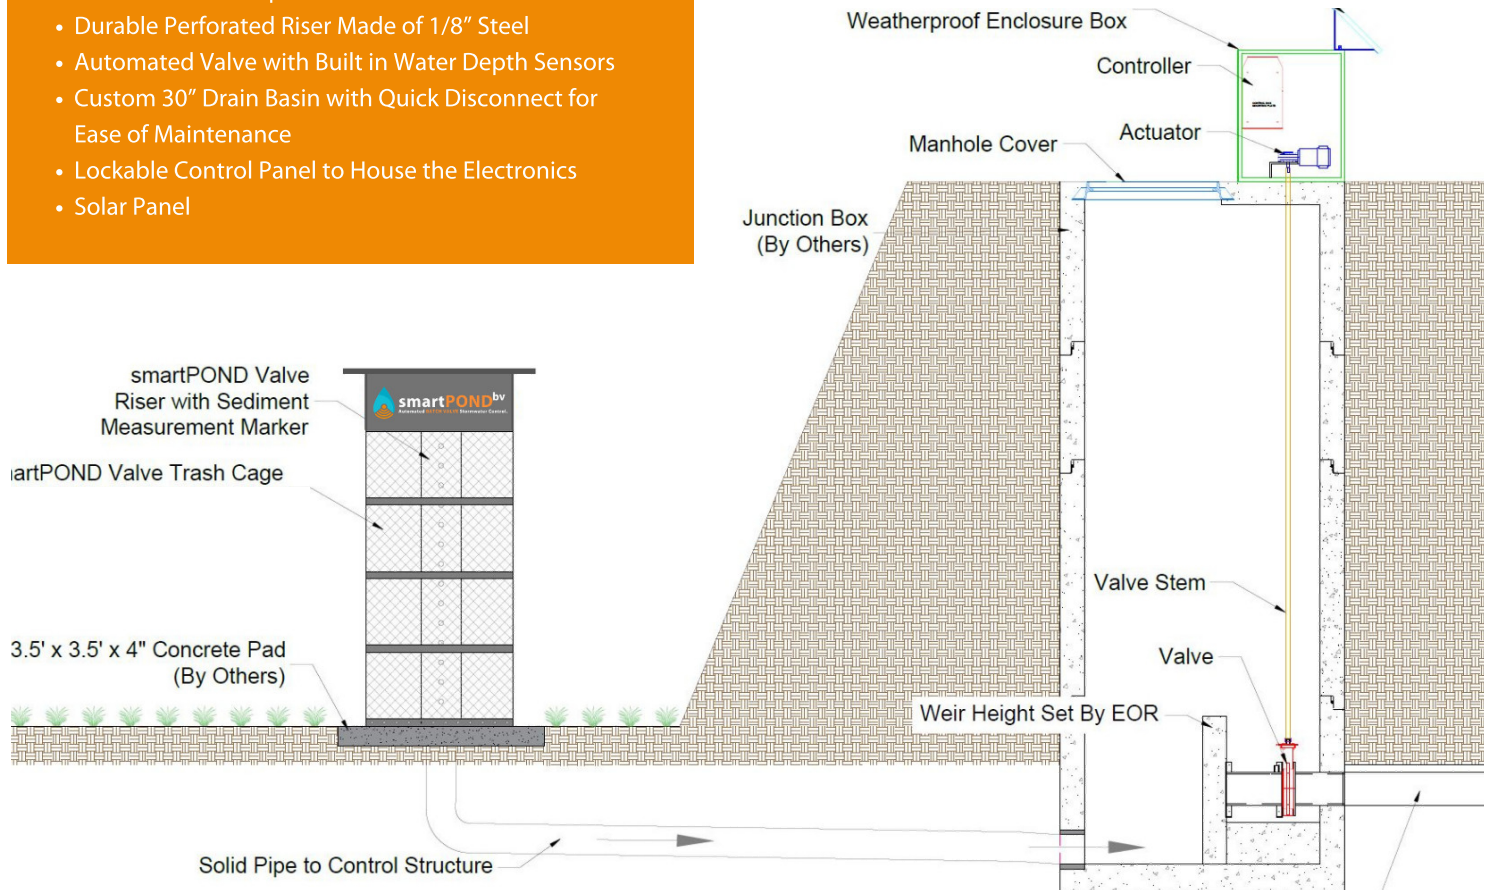 • Durable Perforated Riser Made of 1/8” Steel
• Automated Valve with Built in Water Depth Sensors
• Custom 30” Drain Basin with Quick Disconnect for
Ease of Maintenance
• Lockable Control Panel to House the Electronics
• Solar Panel
Weatherproof Enclosure Box
Controller
Actuator
Manhole Cover
Junction Box
(By Others)
smartPOND Valve
Riser with Sediment
Measurement Marker
smartPONDbv
Automated Stormwater Control.
artPOND Valve Trash Cage
3.5' x 3.5' x 4" Concrete Pad
(By Others)
Valve Stem
Valve
Weir Height Set By EOR
Solid Pipe to Control Structure